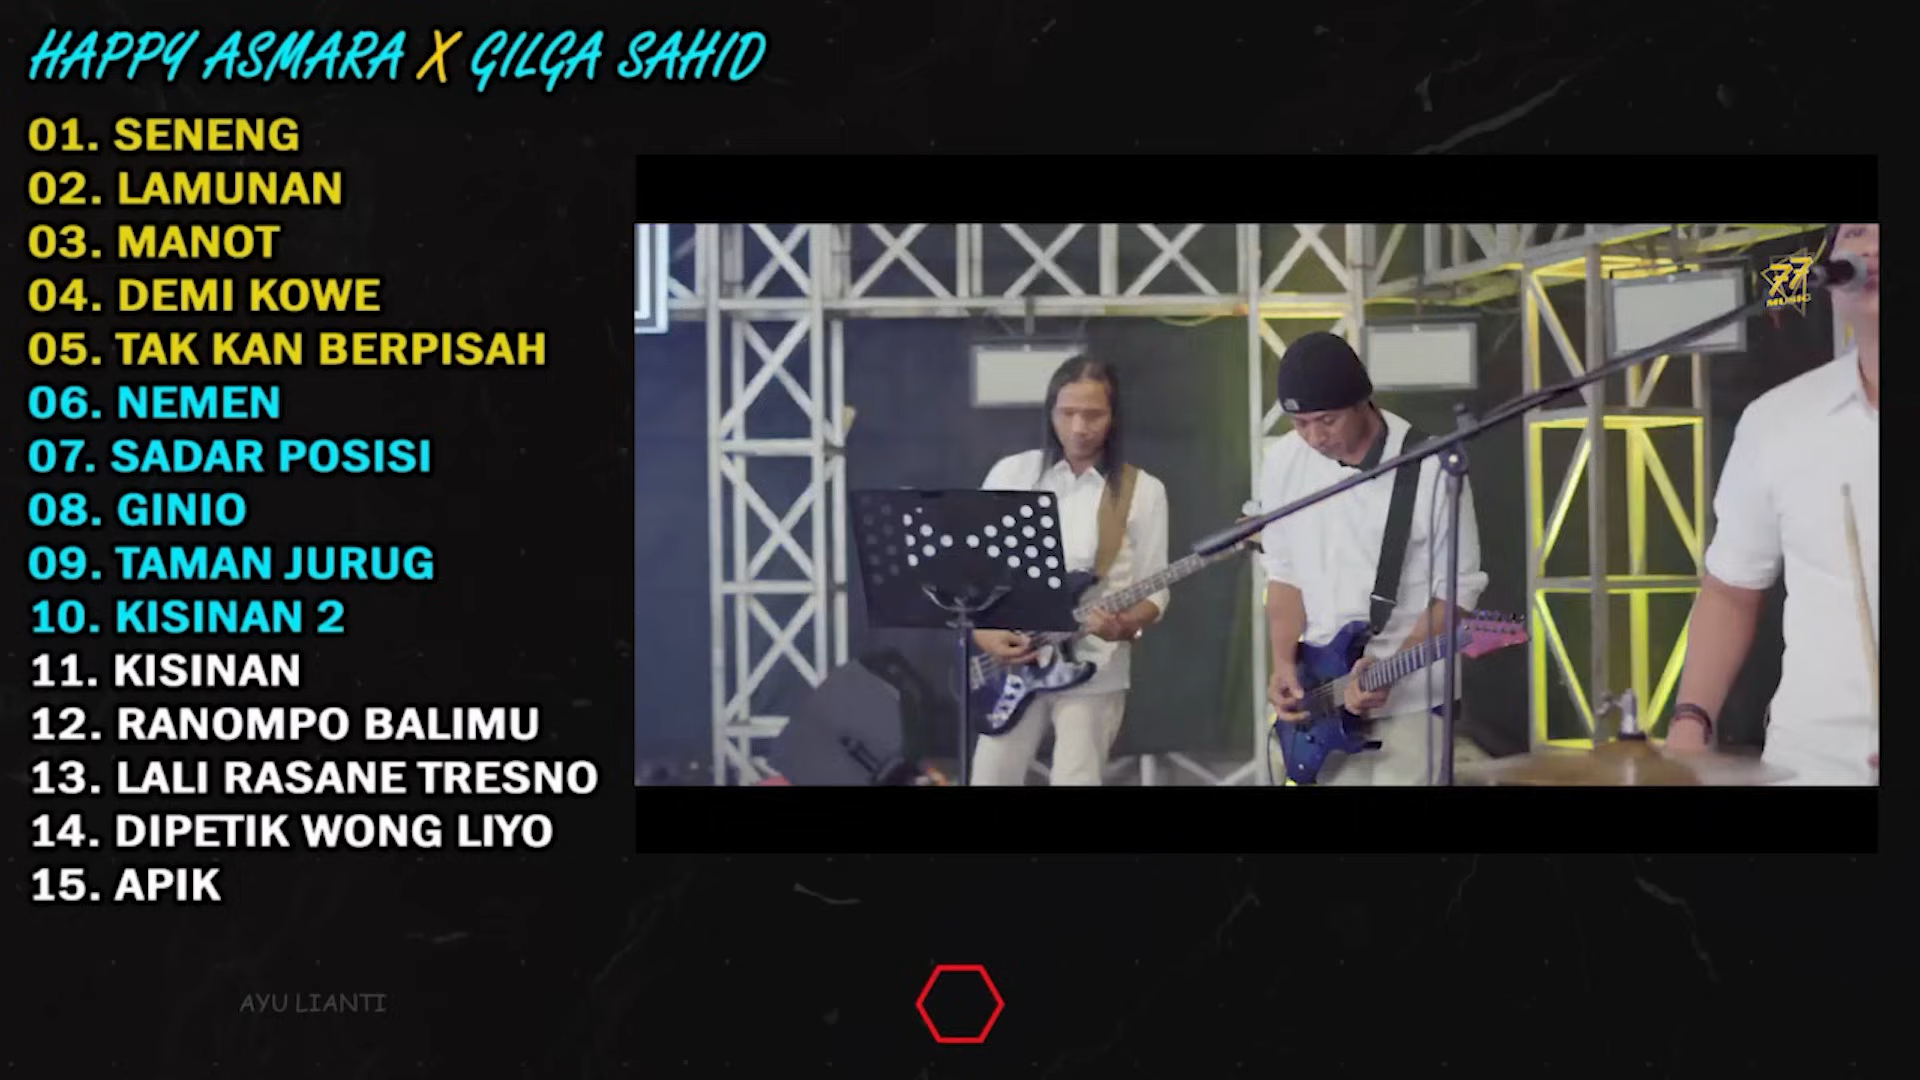 HAPPY ASMARA X GILGA SAHID
01. SENENG
02. LAMUNAN
03. MANOT
04. DEMI KOWE
05. TAK KAN BERPISAH
06. NEMEN
07. SADAR POSISI
08. GINIO
09. TAMAN JURUG
10. KISINAN 2
11. KISINAN
12. RANOMPO BALIMU
13. LALI RASANE TRESNO
14. DIPETIK WONG LIYO
15. APIK
77
MUSIC
AYU LIANTI